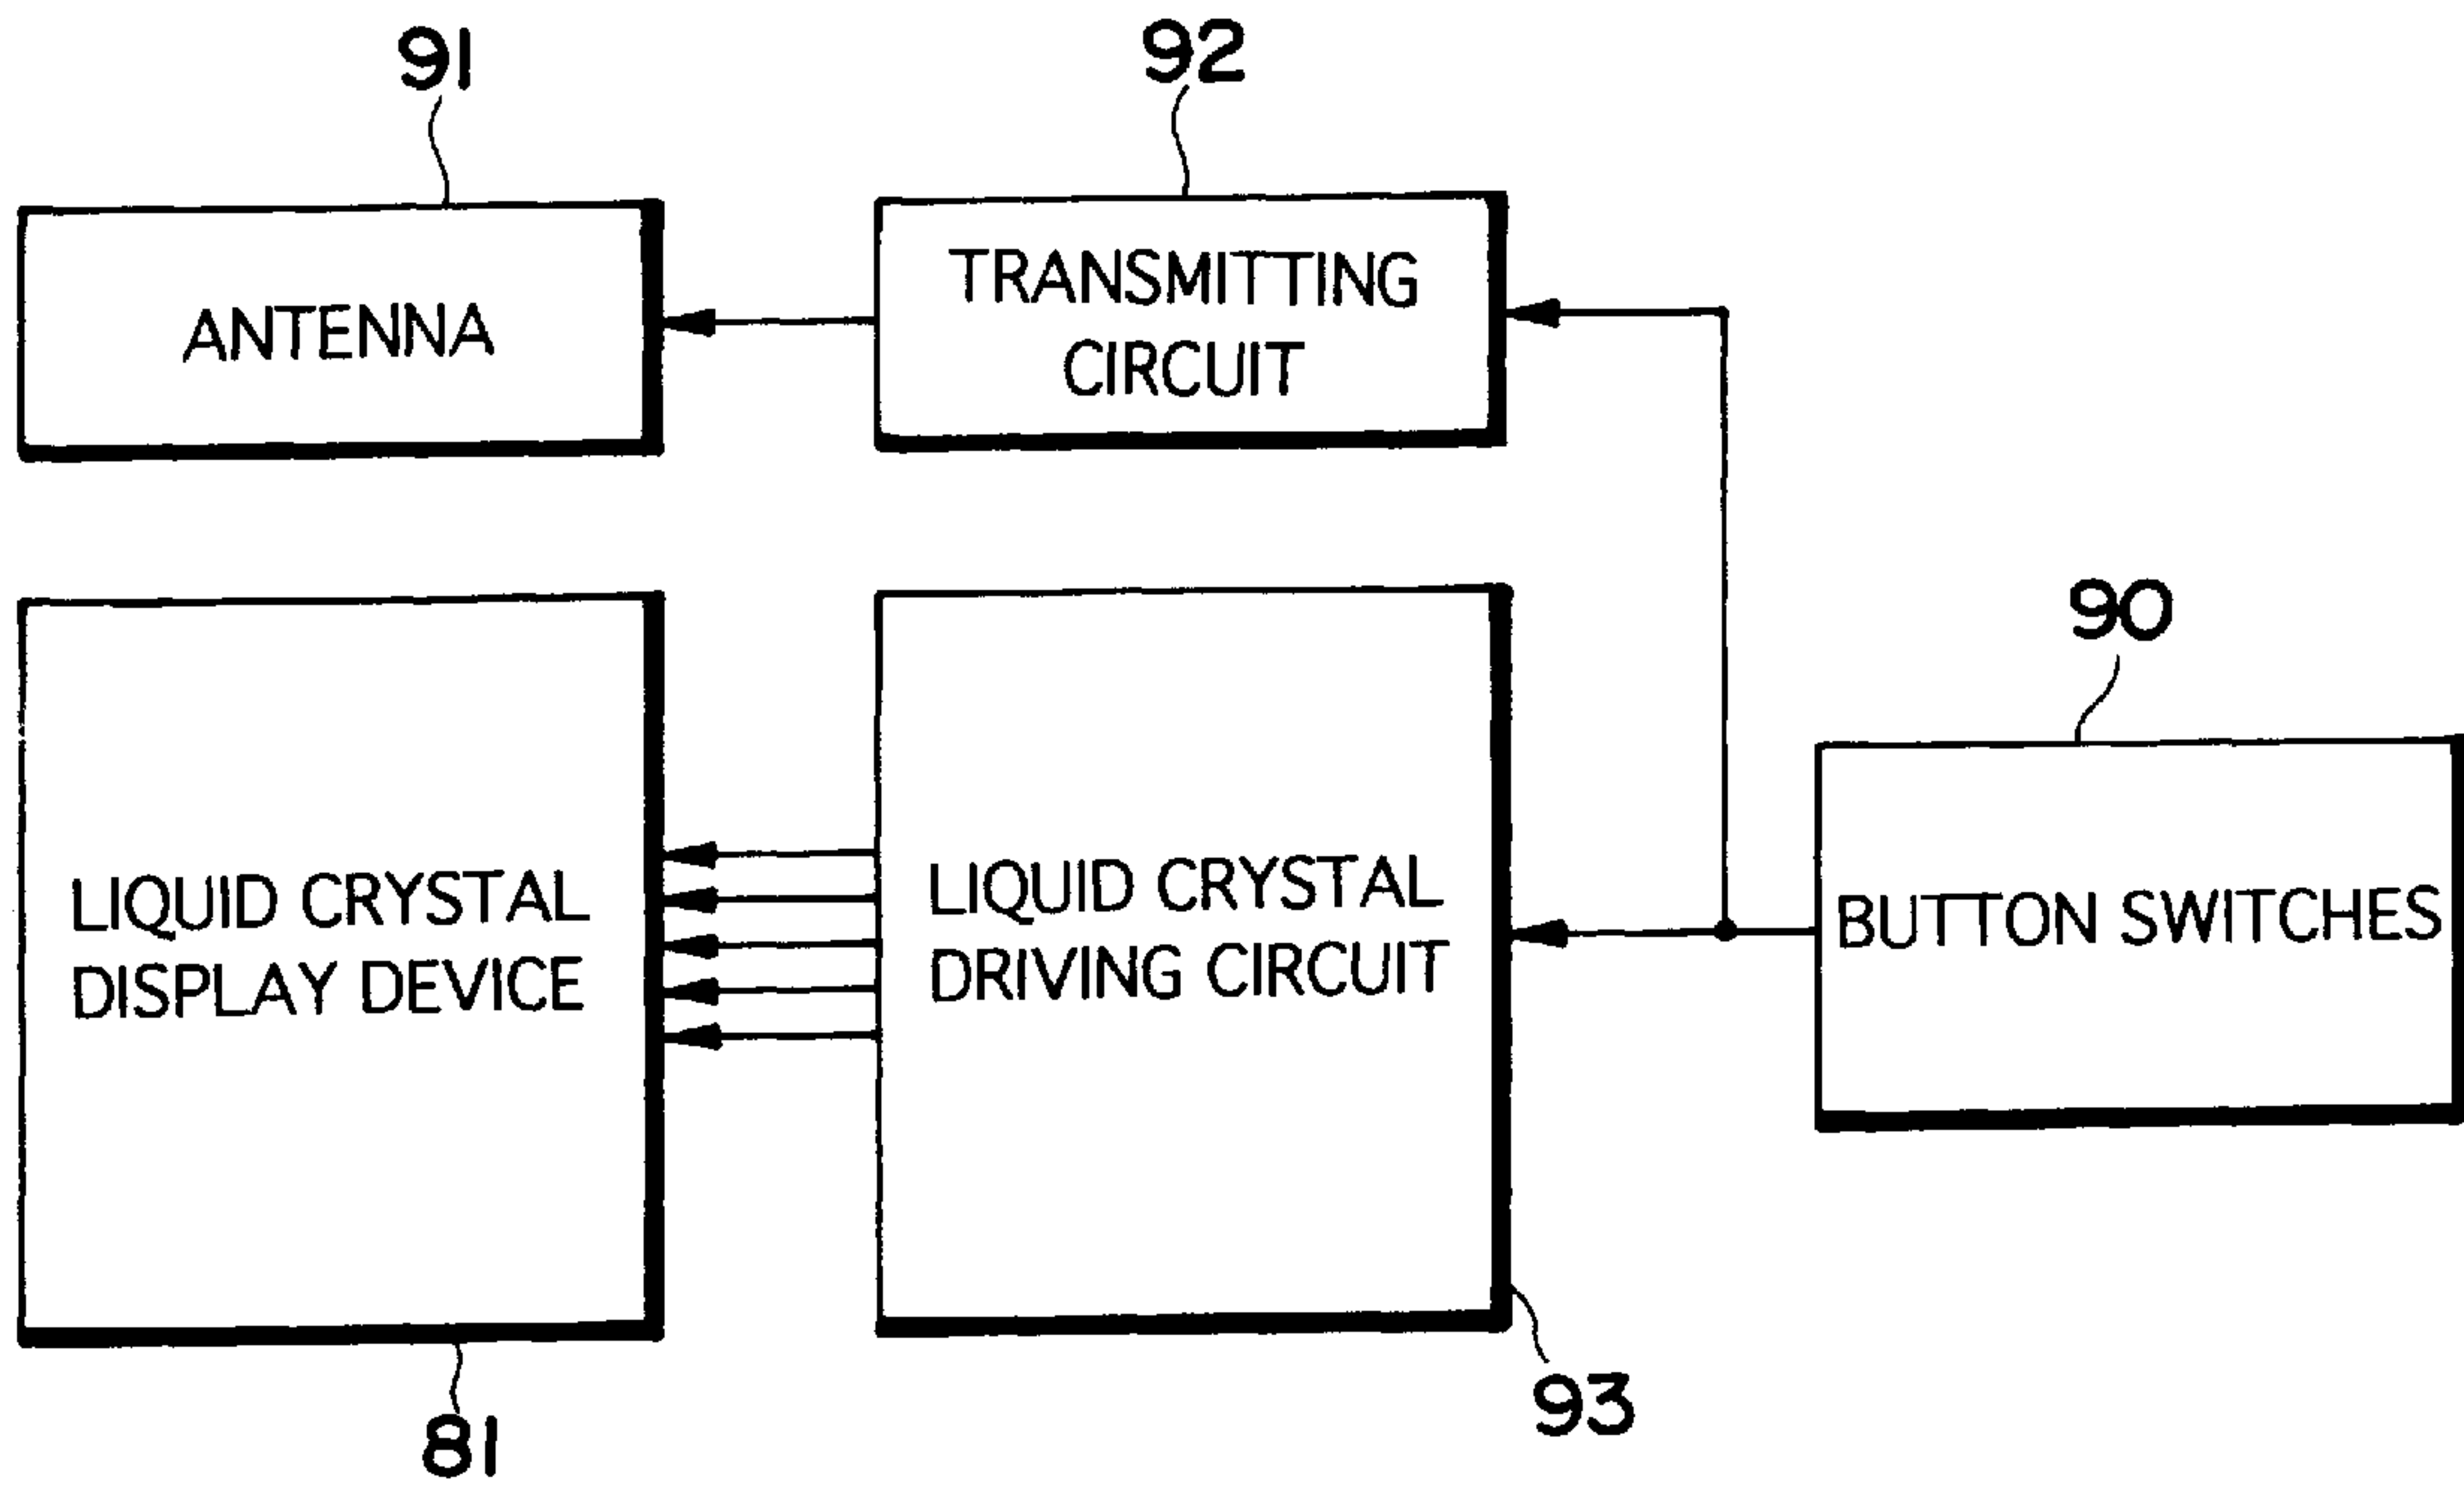 91
92
ANTENNA
TRANSMITTING
CIRCUIT
90
LIQUID CRYSTAL
DISPLAY DEVICE
LIQUID CRYSTAL
DRIVING CIRCUIT
BUTTON SWITCHES
93
81